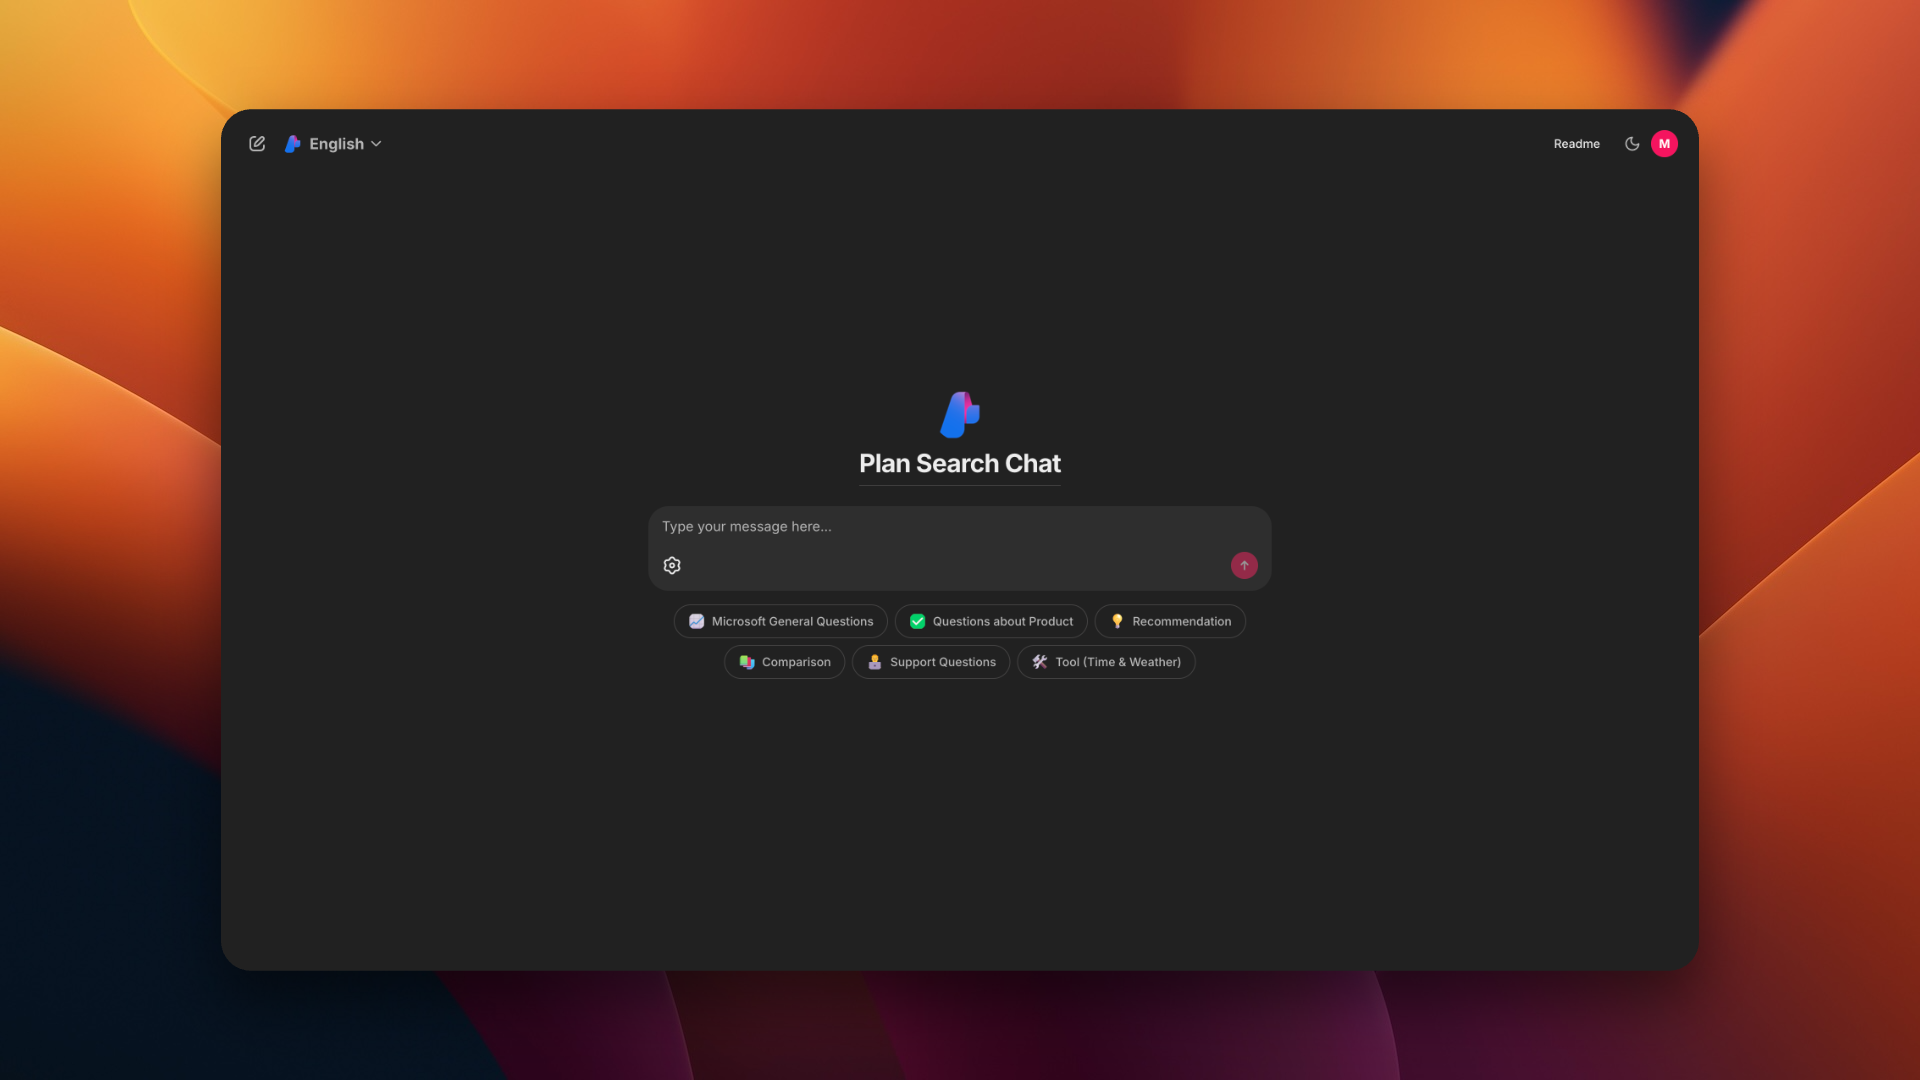 English
Readme
M
Plan Search Chat
Type your message here...
Microsoft General Questions
Questions about Product
Recommendation
Comparison
Support Questions
Tool (Time & Weather)